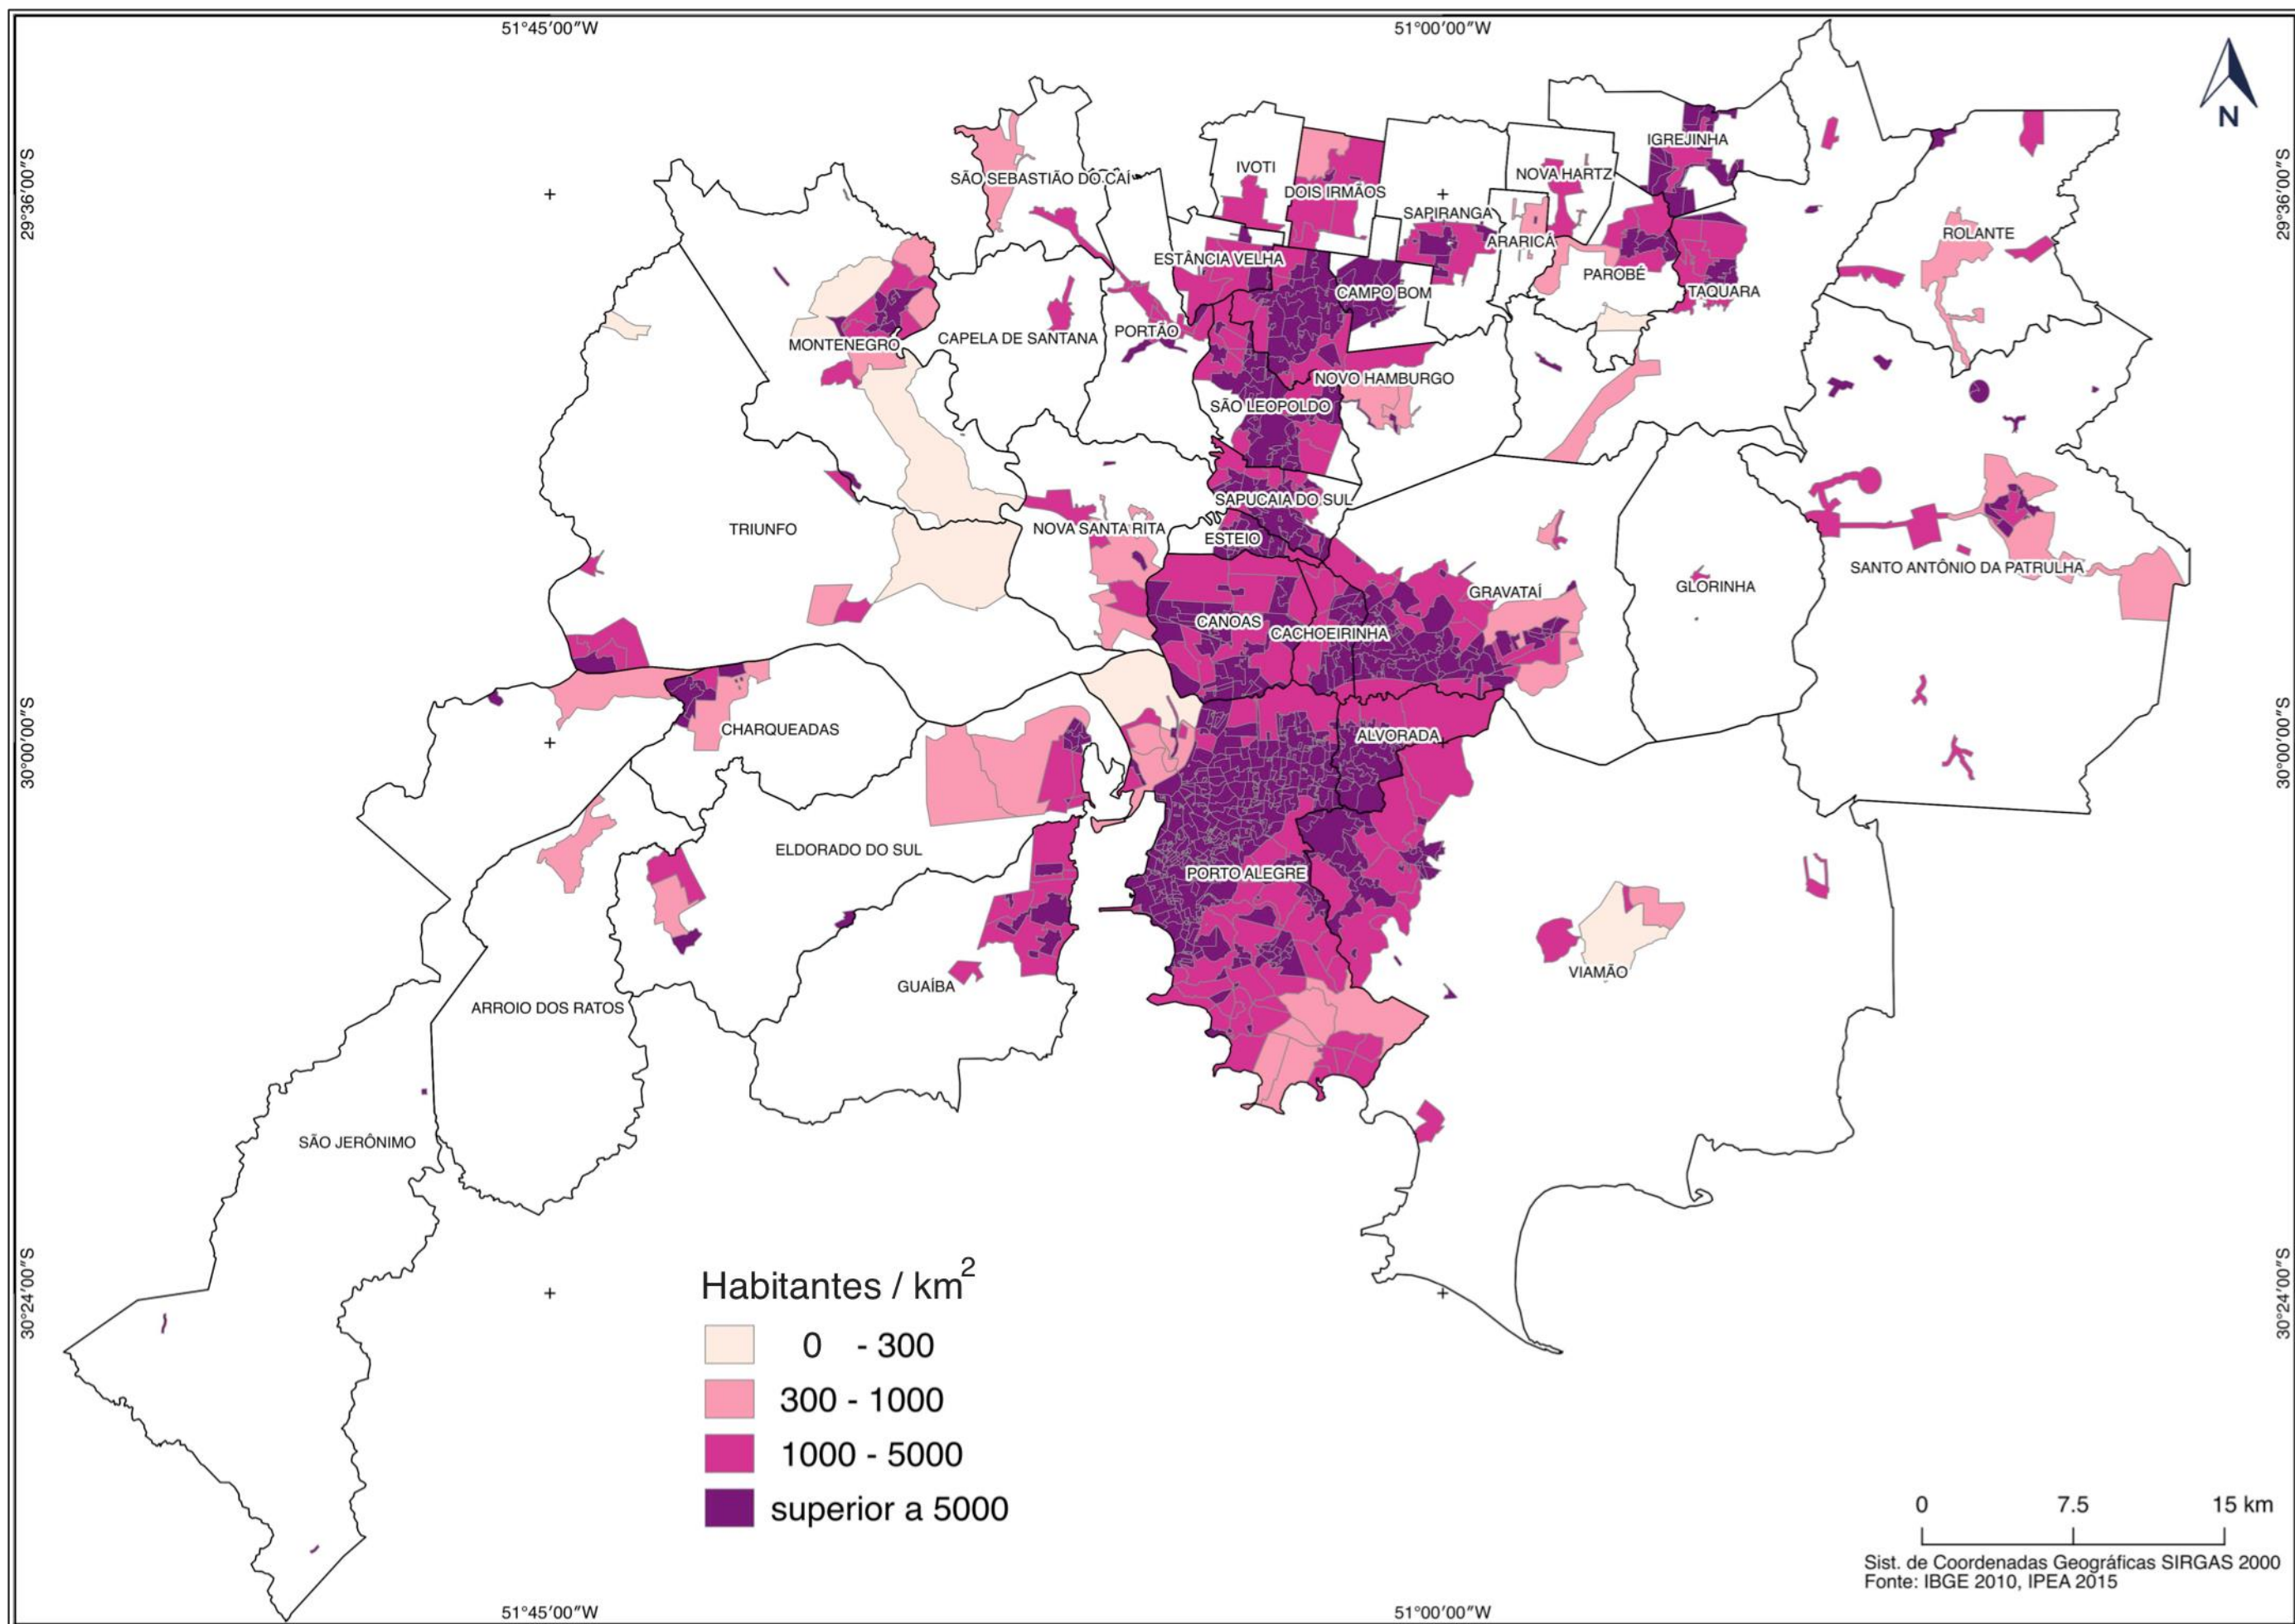 51°45′00″W
51°00′00″W
N
29°36′00″S
29°36′00″S
IGREJINHA
IVOTI
NOVA HARTZ
SÃO SEBASTIÃO DO CAÍ
DOIS IRMÃOS
SAPIRANGA
ROLANTE
ARARICÁ
ESTÂNCIA VELHA
PAROBÉ
CAMPO BOM
TAQUARA
PORTÃO
CAPELA DE SANTANA
MONTENEGRO
NOVO HAMBURGO
SÃO LEOPOLDO
SAPUCAIA DO SUL
TRIUNFO
NOVA SANTA RITA
ESTEIO
SANTO ANTÔNIO DA PATRULHA
GLORINHA
GRAVATAÍ
CANOAS
CACHOEIRINHA
CHARQUEADAS
ALVORADA
30°00′00″S
30°00′00″S
ELDORADO DO SUL
PORTO ALEGRE
VIAMÃO
GUAÍBA
ARROIO DOS RATOS
SÃO JERÔNIMO
30°24′00″S
30°24′00″S
Habitantes / km²
0 - 300
300 - 1000
1000 - 5000
superior a 5000
0 7.5 15 km
Sist. de Coordenadas Geográficas SIRGAS 2000
Fonte: IBGE 2010, IPEA 2015
51°45′00″W
51°00′00″W